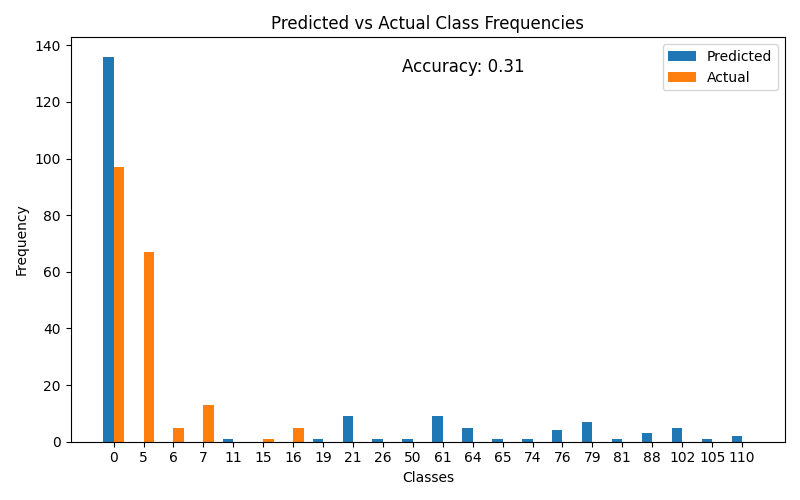 Predicted vs Actual Class Frequencies
Accuracy: 0.31
Predicted
Actual
Frequency
140
120
100
80
60
40
20
0
0 5 6 7 11 15 16 19 21 26 50 61 64 65 74 76 79 81 88 102 105 110
Classes